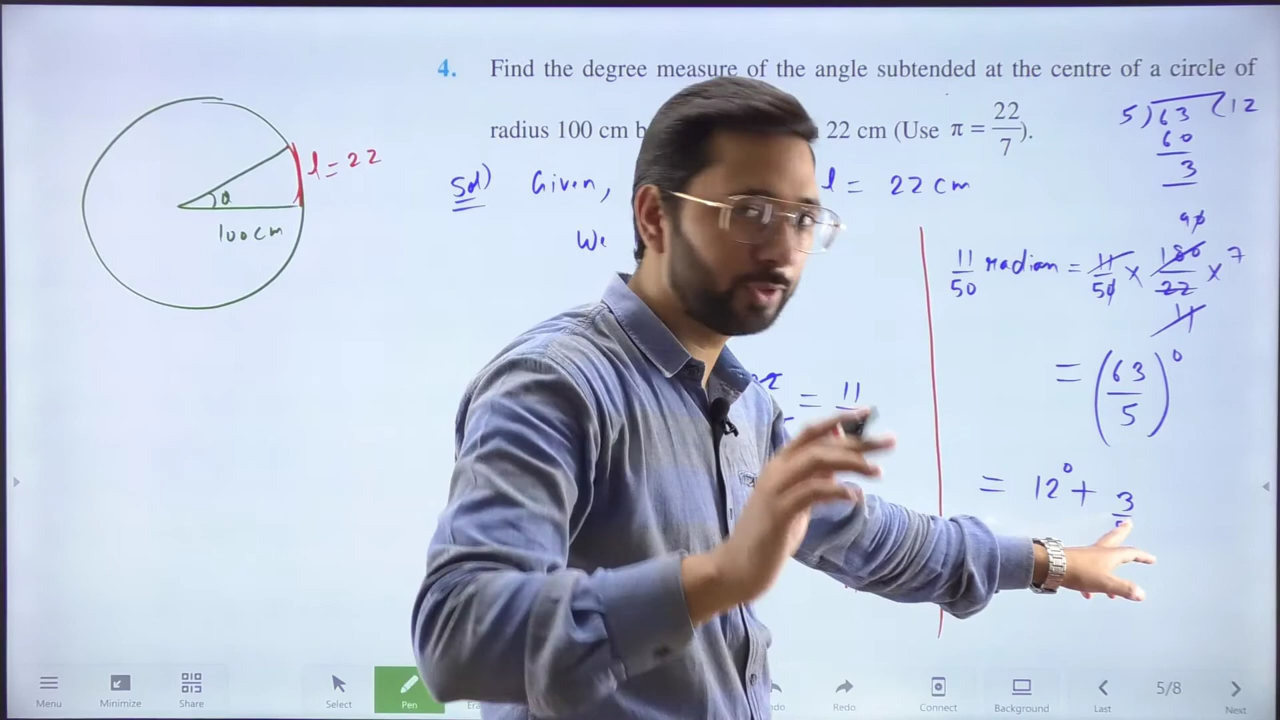 4. Find the degree measure of the angle subtended at the centre of a circle of
radius 100 cm b 22 cm (Use π = 22/7).
5) 63 ( 12
60
3
l = 22
θ
100 cm
Sol) Given, l = 22 cm
We
11/50 radian = 11/50 × 180/22 × 7
90
11
= (63/5)°
= 11
= 12° + 3
Menu
Minimize
Share
Select
Pen
Redo
Connect
Background
Last
5/8
Next